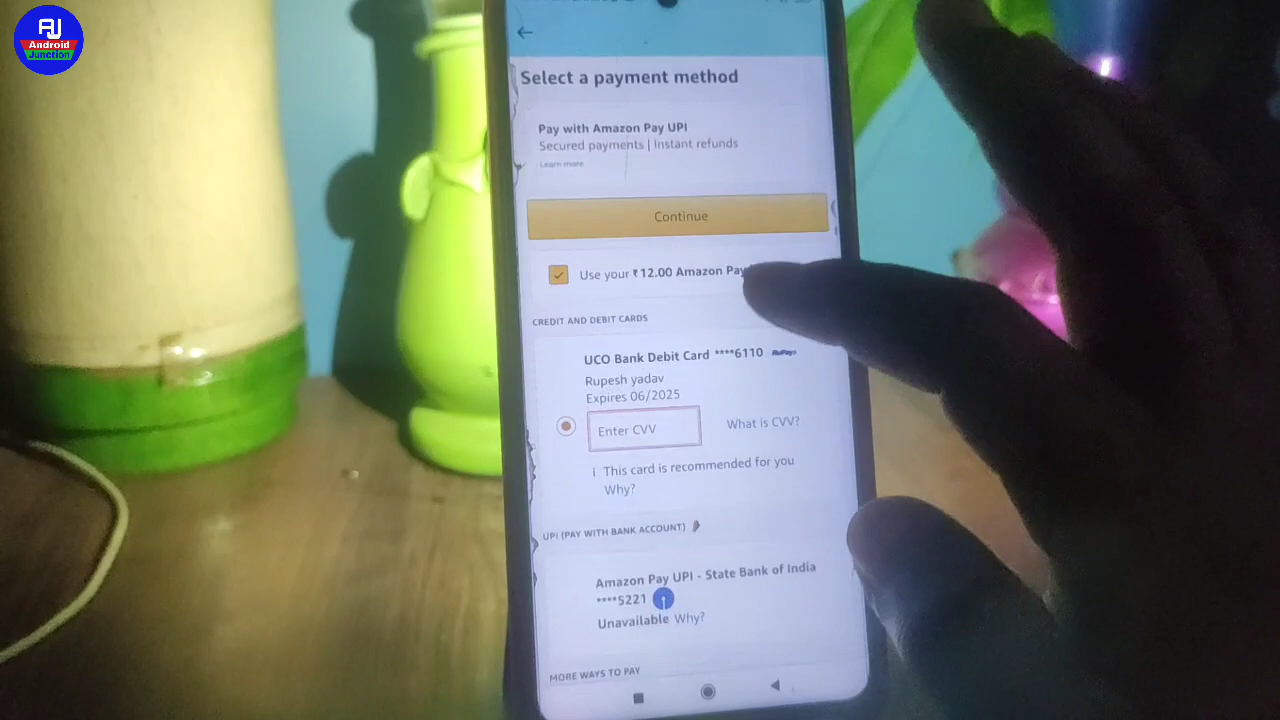 AJ
Android
Junction
Select a payment method
Pay with Amazon Pay UPI
Secured payments | Instant refunds
Learn more
Continue
Use your ₹12.00 Amazon Pay
CREDIT AND DEBIT CARDS
UCO Bank Debit Card ****6110 RuPay
Rupesh yadav
Expires 06/2025
Enter CVV
What is CVV?
i This card is recommended for you
Why?
UPI (PAY WITH BANK ACCOUNT)
Amazon Pay UPI - State Bank of India
****5221
Unavailable Why?
MORE WAYS TO PAY